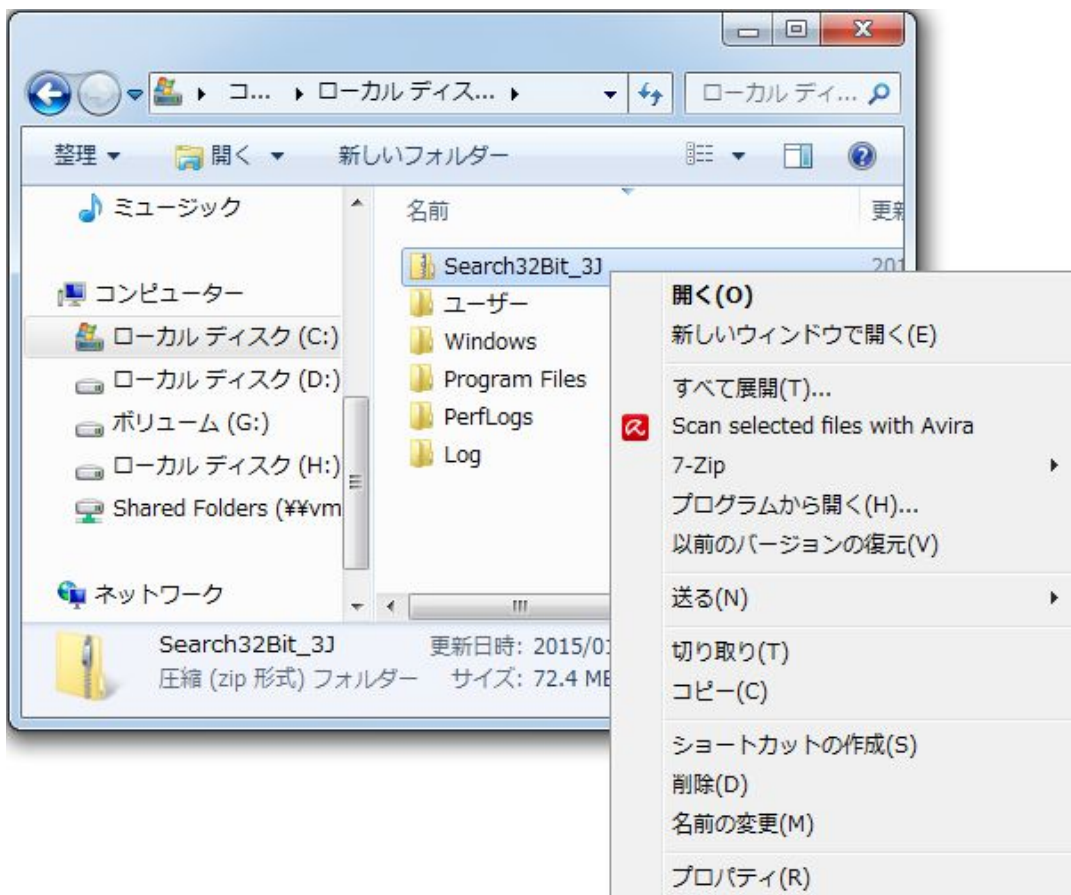 コ... ローカル ディス... ローカル ディ...
整理 開く 新しいフォルダー
ミュージック
コンピューター
ローカル ディスク (C:)
ローカル ディスク (D:)
ボリューム (G:)
ローカル ディスク (H:)
Shared Folders (¥¥vm
ネットワーク
名前 更新
Search32Bit_3J 201
ユーザー
Windows
Program Files
PerfLogs
Log
Search32Bit_3J 更新日時: 2015/01
圧縮 (zip 形式) フォルダー サイズ: 72.4 MB
開く(O)
新しいウィンドウで開く(E)
すべて展開(T)...
Scan selected files with Avira
7-Zip
プログラムから開く(H)...
以前のバージョンの復元(V)
送る(N)
切り取り(T)
コピー(C)
ショートカットの作成(S)
削除(D)
名前の変更(M)
プロパティ(R)